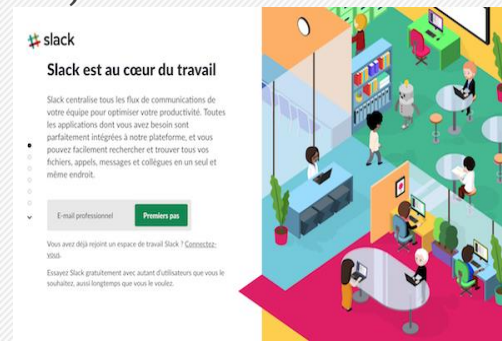 slack
Slack est au cœur du travail
Slack centralise tous les flux de communications de
votre équipe pour optimiser votre productivité. Toutes
les applications dont vous avez besoin sont
parfaitement intégrées à notre plateforme, et vous
pouvez facilement rechercher et trouver tous vos
fichiers, appels, messages et collègues en un seul et
même endroit.
E-mail professionnel
Premiers pas
Vous avez déjà rejoint un espace de travail Slack ? Connectez-
vous.
Essayez Slack gratuitement avec autant d'utilisateurs que vous le
souhaitez, aussi longtemps que vous le voulez.